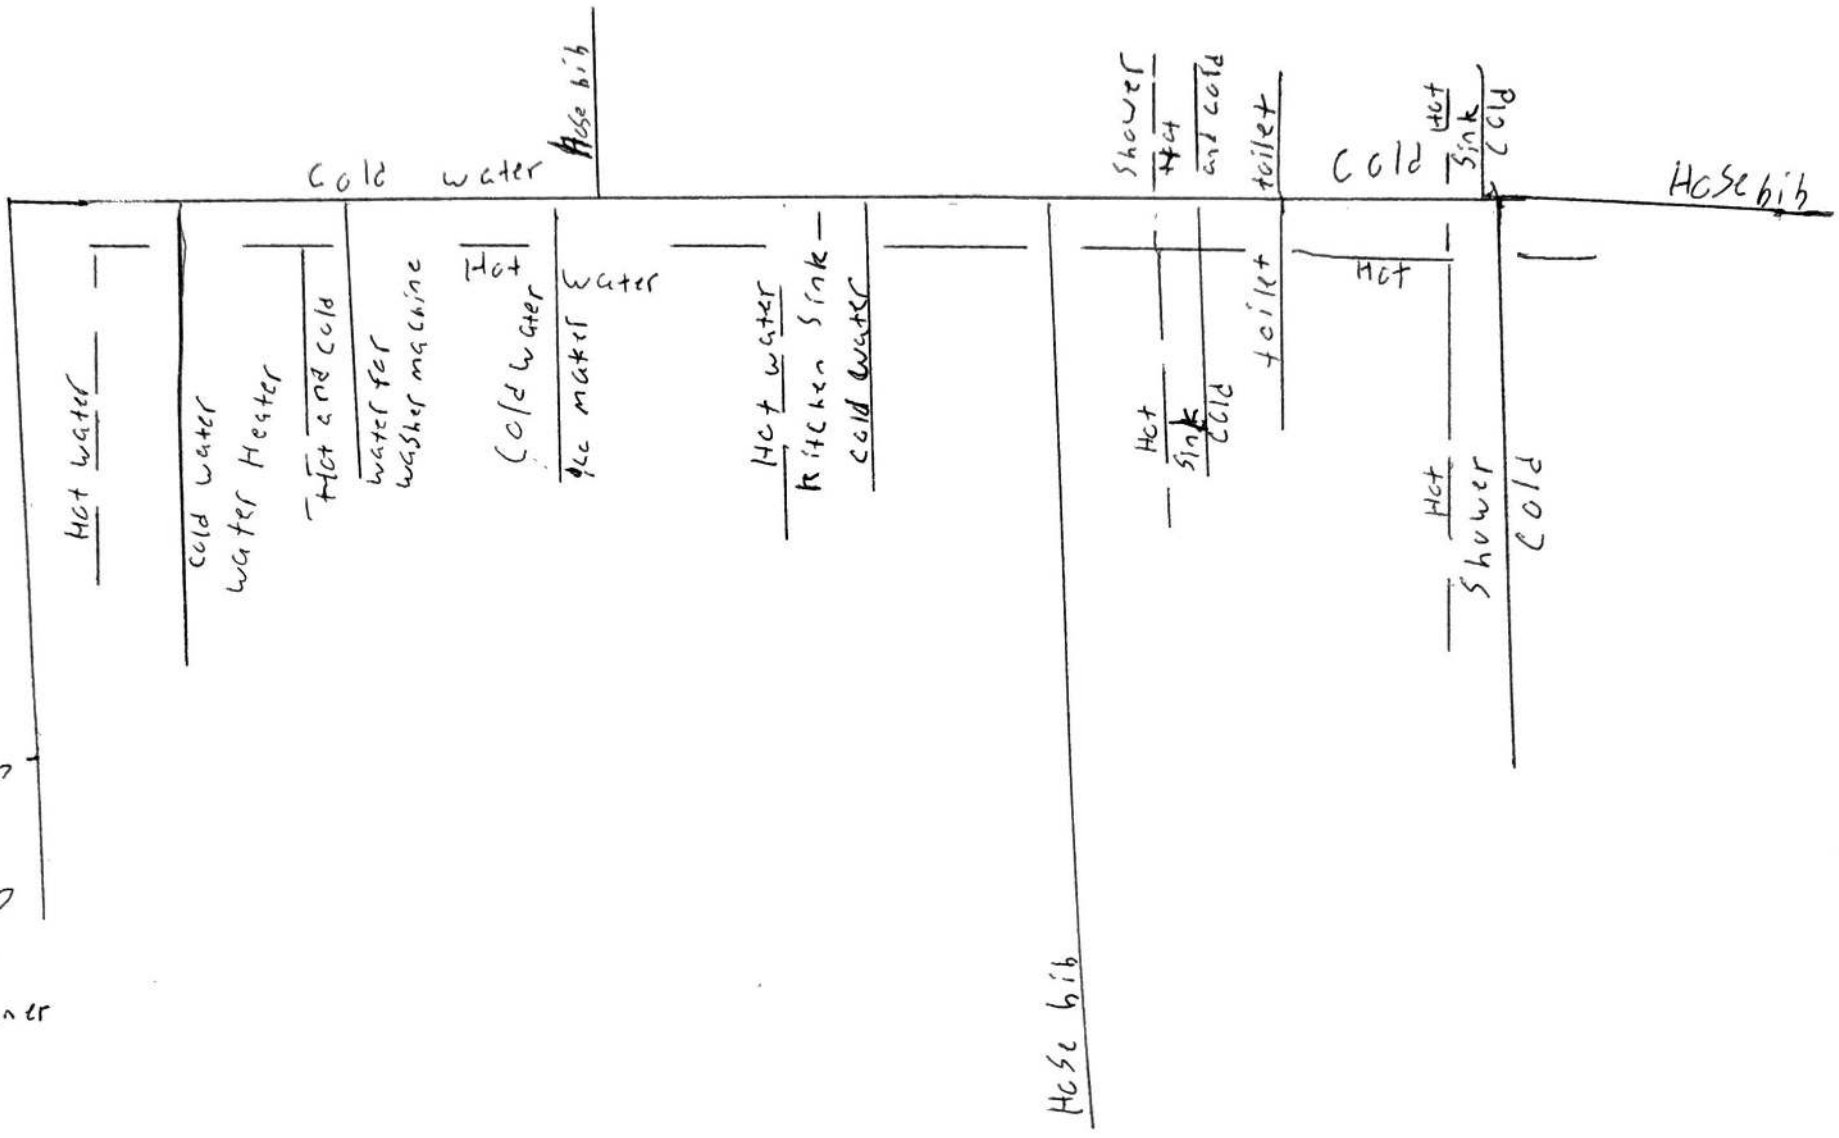 Hose bib
Shower
Hot
and cold
toilet
Cold
Hot
Sink
Cold
Cold water
Hose bib
Hot water
Cold water
Water Heater
Hot and cold
water for
washer machine
Hot
water
Cold water
ice maker
Hot water
Kitchen Sink
Cold water
Hot
Sink
Cold
toilet
Hot
Hot
Shower
Cold
Hose bib
ner